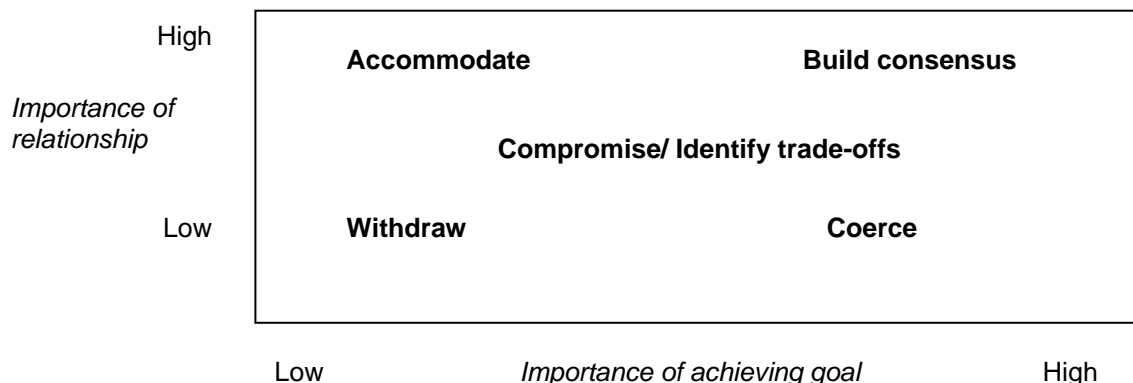 High
Accommodate Build consensus
Importance of
relationship
Compromise/ Identify trade-offs
Low Withdraw Coerce
Low Importance of achieving goal High